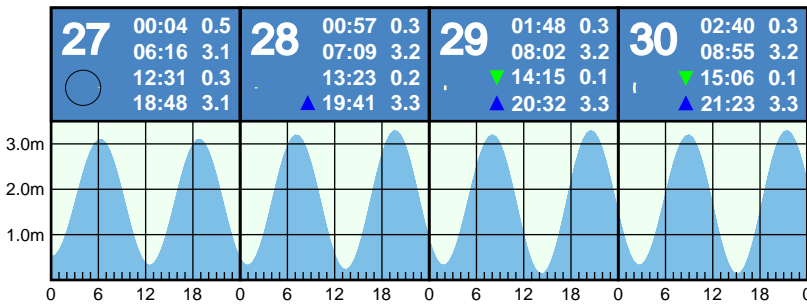 27 28 29 30
00:04 0.5 00:57 0.3 01:48 0.3 02:40 0.3
06:16 3.1 07:09 3.2 08:02 3.2 08:55 3.2
12:31 0.3 13:23 0.2 14:15 0.1 15:06 0.1
18:48 3.1 19:41 3.3 20:32 3.3 21:23 3.3
3.0m
2.0m
1.0m
0 6 12 18 0 6 12 18 0 6 12 18 0 6 12 18 0